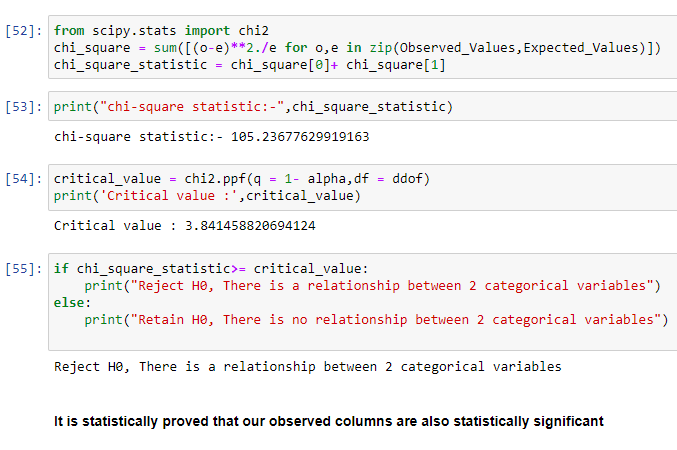 [52]: from scipy.stats import chi2
chi_square = sum([(o-e)**2./e for o,e in zip(Observed_Values,Expected_Values)])
chi_square_statistic = chi_square[0]+ chi_square[1]
[53]: print("chi-square statistic:-",chi_square_statistic)
chi-square statistic:- 105.23677629919163
[54]: critical_value = chi2.ppf(q = 1- alpha,df = ddof)
print('Critical value :',critical_value)
Critical value : 3.841458820694124
[55]: if chi_square_statistic>= critical_value:
    print("Reject H0, There is a relationship between 2 categorical variables")
else:
    print("Retain H0, There is no relationship between 2 categorical variables")
Reject H0, There is a relationship between 2 categorical variables
It is statistically proved that our observed columns are also statistically significant